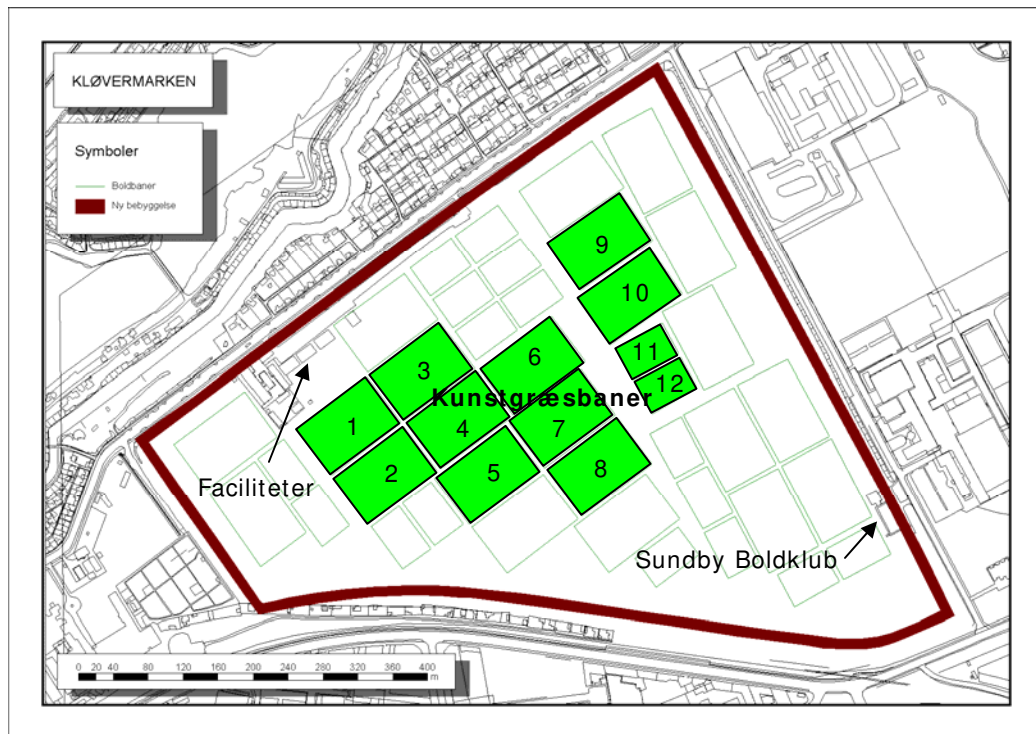 KLØVERMARKEN
Symboler
Boldbaner
Ny bebyggelse
9
10
11
12
3
6
Kunstgræsbaner
1
4
7
2
5
8
Faciliteter
Sundby Boldklub
0 20 40 80 120 160 200 240 280 320 360 400
m